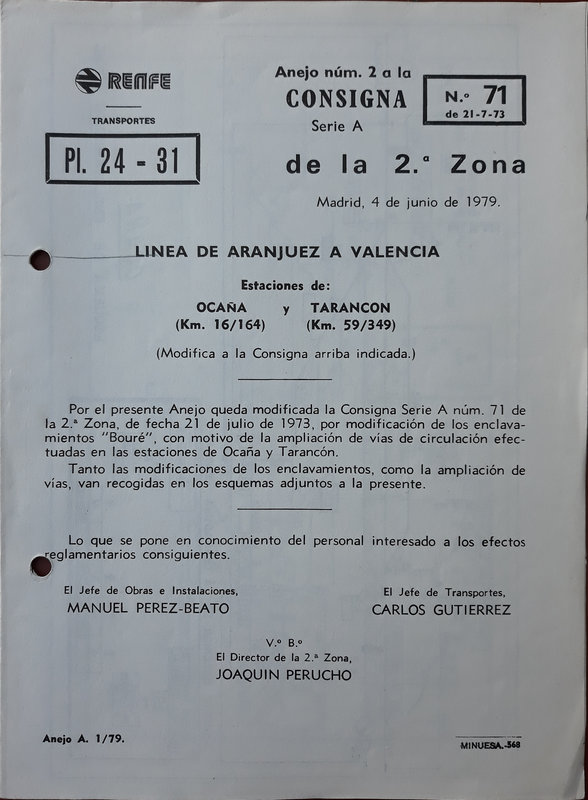 RENFE
TRANSPORTES
Pl. 24 - 31
Anejo núm. 2 a la
CONSIGNA
Serie A
N.º 71
de 21-7-73
de la 2.ª Zona
Madrid, 4 de junio de 1979.
LINEA DE ARANJUEZ A VALENCIA
Estaciones de:
OCAÑA y TARANCON
(Km. 16/164) (Km. 59/349)
(Modifica a la Consigna arriba indicada.)
Por el presente Anejo queda modificada la Consigna Serie A núm. 71 de
la 2.ª Zona, de fecha 21 de julio de 1973, por modificación de los enclava-
mientos "Bouré", con motivo de la ampliación de vías de circulación efec-
tuadas en las estaciones de Ocaña y Tarancón.
Tanto las modificaciones de los enclavamientos, como la ampliación de
vías, van recogidas en los esquemas adjuntos a la presente.
Lo que se pone en conocimiento del personal interesado a los efectos
reglamentarios consiguientes.
El Jefe de Obras e Instalaciones,
MANUEL PEREZ-BEATO
El Jefe de Transportes,
CARLOS GUTIERREZ
V.º B.º
El Director de la 2.ª Zona,
JOAQUIN PERUCHO
Anejo A. 1/79.
MINUESA.-568